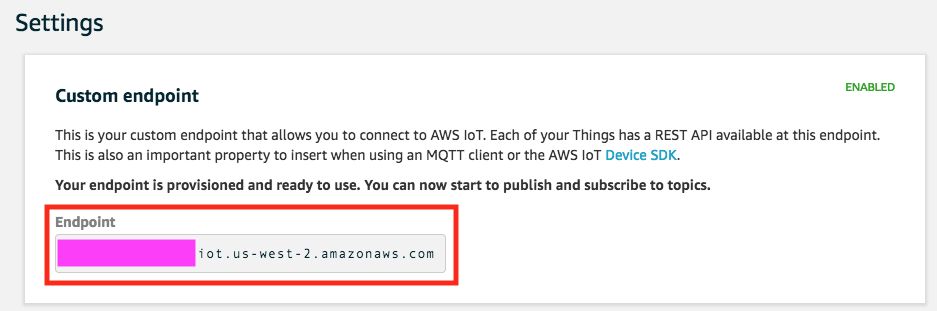 Settings
Custom endpoint
ENABLED
This is your custom endpoint that allows you to connect to AWS IoT. Each of your Things has a REST API available at this endpoint.
This is also an important property to insert when using an MQTT client or the AWS IoT Device SDK.
Your endpoint is provisioned and ready to use. You can now start to publish and subscribe to topics.
Endpoint
iot.us-west-2.amazonaws.com